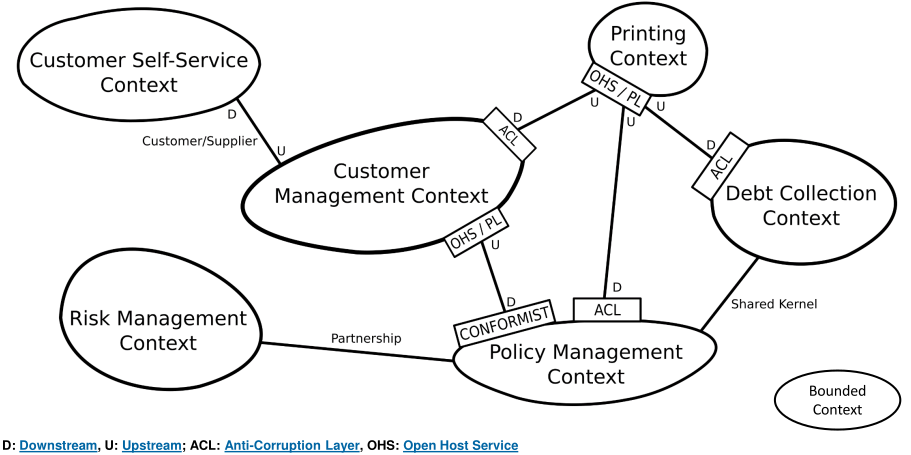 Customer Self-Service
Context
D
Customer/Supplier
U
Printing
Context
OHS / PL
U
U
U
D
ACL
D
ACL
Customer
Management Context
OHS / PL
U
Debt Collection
Context
D
CONFORMIST
D
ACL
Shared Kernel
Risk Management
Context
Partnership
Policy Management
Context
Bounded
Context
D: Downstream, U: Upstream; ACL: Anti-Corruption Layer, OHS: Open Host Service